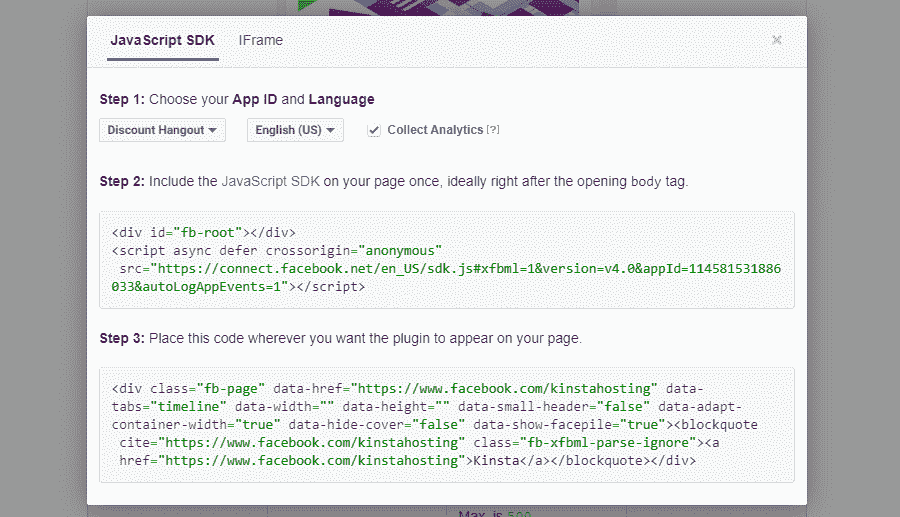 JavaScript SDK IFrame ×
Step 1: Choose your App ID and Language
Discount Hangout English (US) Collect Analytics [?]
Step 2: Include the JavaScript SDK on your page once, ideally right after the opening body tag.
<div id="fb-root"></div>
<script async defer crossorigin="anonymous"
src="https://connect.facebook.net/en_US/sdk.js#xfbml=1&version=v4.0&appId=114581531886
033&autoLogAppEvents=1"></script>
Step 3: Place this code wherever you want the plugin to appear on your page.
<div class="fb-page" data-href="https://www.facebook.com/kinstahosting" data-
tabs="timeline" data-width="" data-height="" data-small-header="false" data-adapt-
container-width="true" data-hide-cover="false" data-show-facepile="true"><blockquote
cite="https://www.facebook.com/kinstahosting" class="fb-xfbml-parse-ignore"><a
href="https://www.facebook.com/kinstahosting">Kinsta</a></blockquote></div>
Max. is